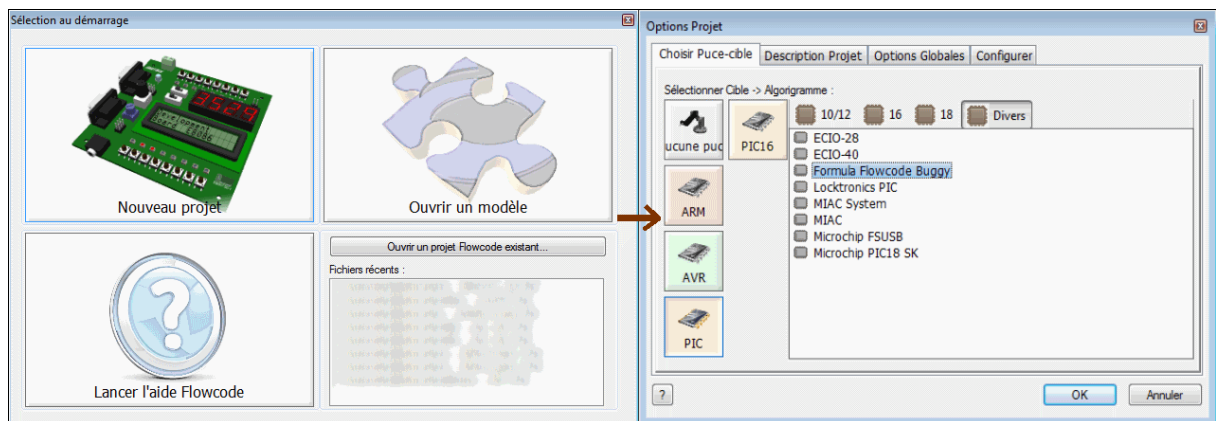 Sélection au démarrage
Nouveau projet
Ouvrir un modèle
Lancer l'aide Flowcode
Ouvrir un projet Flowcode existant...
Fichiers récents :
Options Projet
Choisir Puce-cible Description Projet Options Globales Configurer
Sélectionner Cible -> Algorigramme :
ucune puc
PIC16
ARM
AVR
PIC
10/12 16 18 Divers
ECIO-28
ECIO-40
Formula Flowcode Buggy
Locktronics PIC
MIAC System
MIAC
Microchip FSUSB
Microchip PIC18 SK
?
OK
Annuler